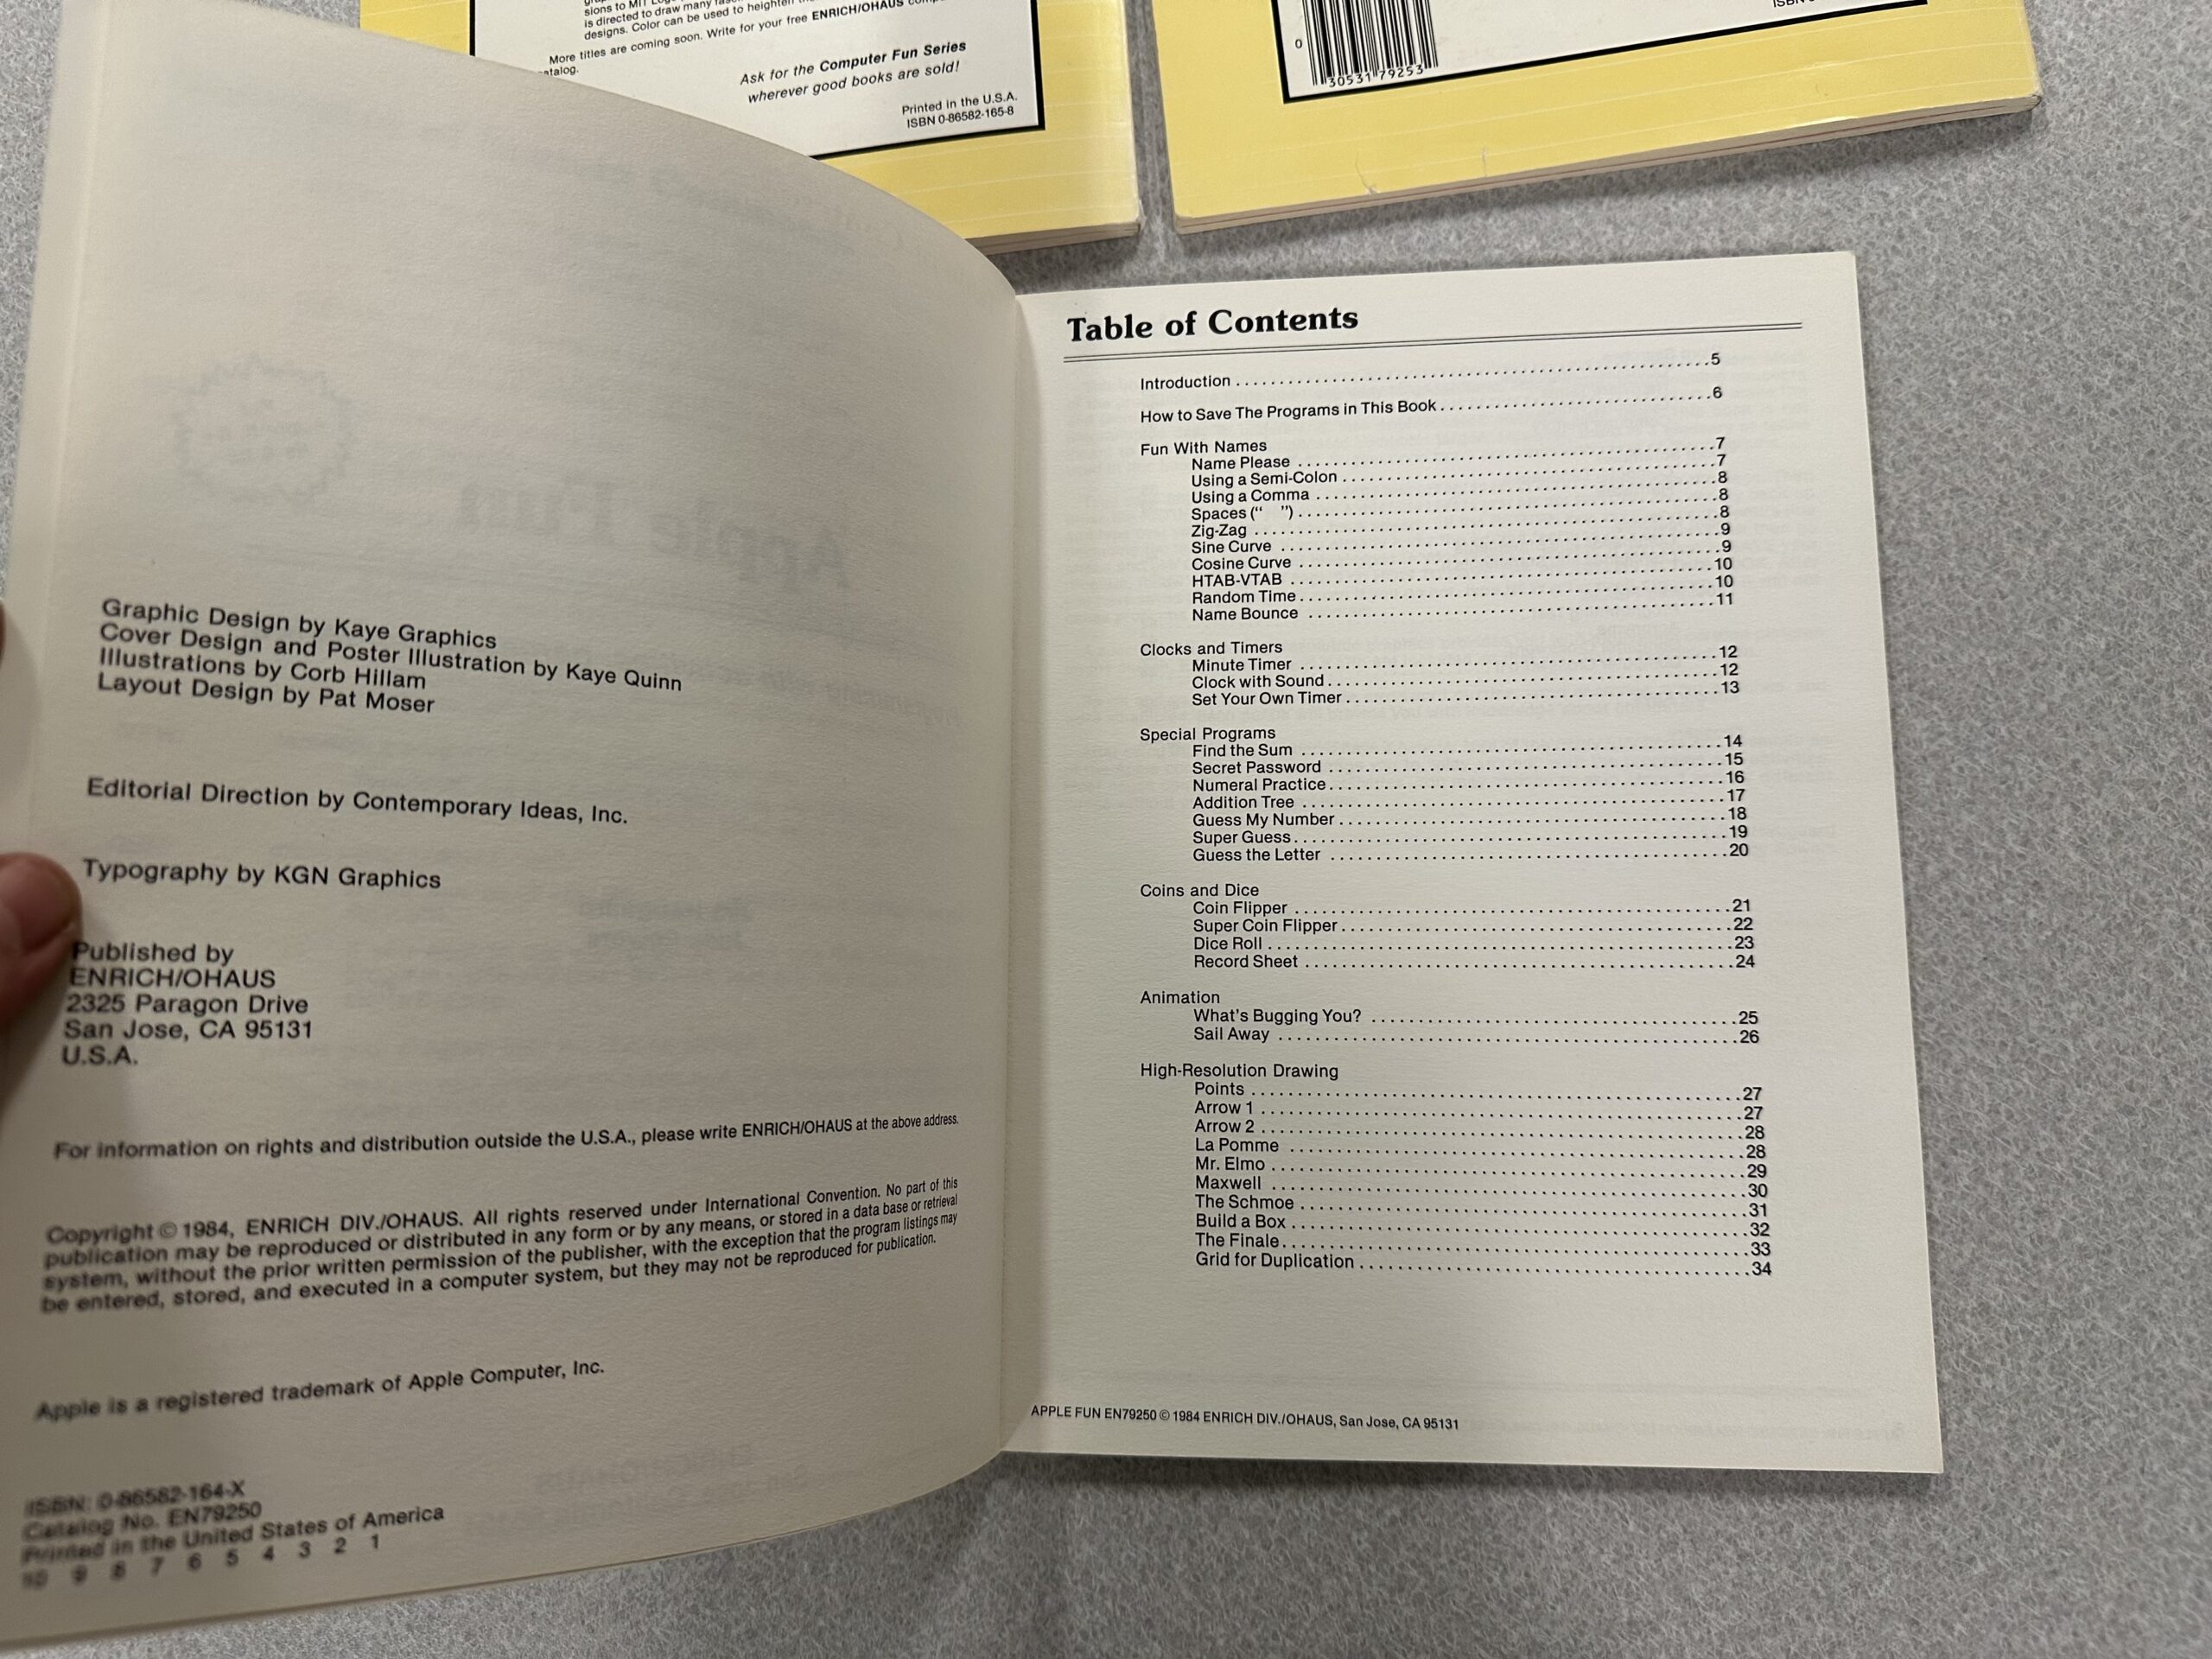 sions to MIT Logo
is directed to draw many
designs. Color can be used to heighten
More titles are coming soon. Write for your free ENRICH/OHAUS
catalog.
Ask for the Computer Fun Series
wherever good books are sold!
Printed in the U.S.A.
ISBN 0-86582-165-8
0
30531 79253
ISBN
Graphic Design by Kaye Graphics
Cover Design and Poster Illustration by Kaye Quinn
Illustrations by Corb Hillam
Layout Design by Pat Moser
Editorial Direction by Contemporary Ideas, Inc.
Typography by KGN Graphics
Published by
ENRICH/OHAUS
2325 Paragon Drive
San Jose, CA 95131
U.S.A.
For information on rights and distribution outside the U.S.A., please write ENRICH/OHAUS at the above address.
Copyright © 1984, ENRICH DIV./OHAUS. All rights reserved under International Convention. No part of this
publication may be reproduced or distributed in any form or by any means, or stored in a data base or retrieval
system, without the prior written permission of the publisher, with the exception that the program listings may
be entered, stored, and executed in a computer system, but they may not be reproduced for publication.
Apple is a registered trademark of Apple Computer, Inc.
ISBN: 0-86582-164-X
Catalog No. EN79250
Printed in the United States of America
10 9 8 7 6 5 4 3 2 1
Table of Contents
Introduction . . . . . 5
How to Save The Programs in This Book . . . . . 6
Fun With Names
Name Please . . . . . 7
Using a Semi-Colon . . . . . 7
Using a Comma . . . . . 8
Spaces (“ ”) . . . . . 8
Zig-Zag . . . . . 8
Sine Curve . . . . . 9
Cosine Curve . . . . . 9
HTAB-VTAB . . . . . 10
Random Time . . . . . 10
Name Bounce . . . . . 11
Clocks and Timers
Minute Timer . . . . . 12
Clock with Sound . . . . . 12
Set Your Own Timer . . . . . 13
Special Programs
Find the Sum . . . . . 14
Secret Password . . . . . 15
Numeral Practice . . . . . 16
Addition Tree . . . . . 17
Guess My Number . . . . . 18
Super Guess . . . . . 19
Guess the Letter . . . . . 20
Coins and Dice
Coin Flipper . . . . . 21
Super Coin Flipper . . . . . 22
Dice Roll . . . . . 23
Record Sheet . . . . . 24
Animation
What's Bugging You? . . . . . 25
Sail Away . . . . . 26
High-Resolution Drawing
Points . . . . . 27
Arrow 1 . . . . . 27
Arrow 2 . . . . . 28
La Pomme . . . . . 28
Mr. Elmo . . . . . 29
Maxwell . . . . . 30
The Schmoe . . . . . 31
Build a Box . . . . . 32
The Finale . . . . . 33
Grid for Duplication . . . . . 34
APPLE FUN EN79250 © 1984 ENRICH DIV./OHAUS, San Jose, CA 95131